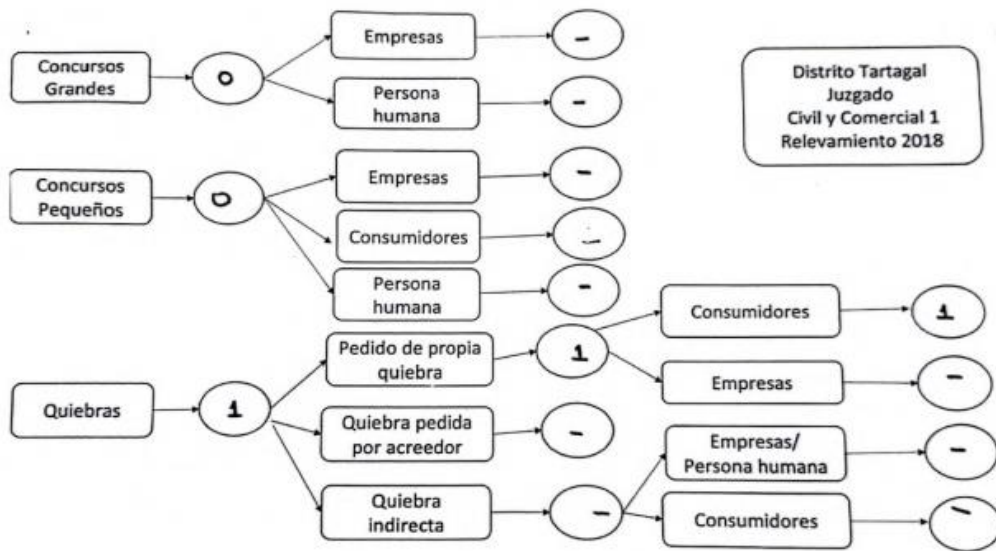 Empresas
-
Concursos
Grandes
0
Persona
humana
-
Distrito Tartagal
Juzgado
Civil y Comercial 1
Relevamiento 2018
Concursos
Pequeños
0
Empresas
-
Consumidores
-
Persona
humana
-
Quiebras
1
Pedido de propia
quiebra
1
Consumidores
1
Empresas
-
Quiebra pedida
por acreedor
-
Quiebra
indirecta
-
Empresas/
Persona humana
-
Consumidores
-